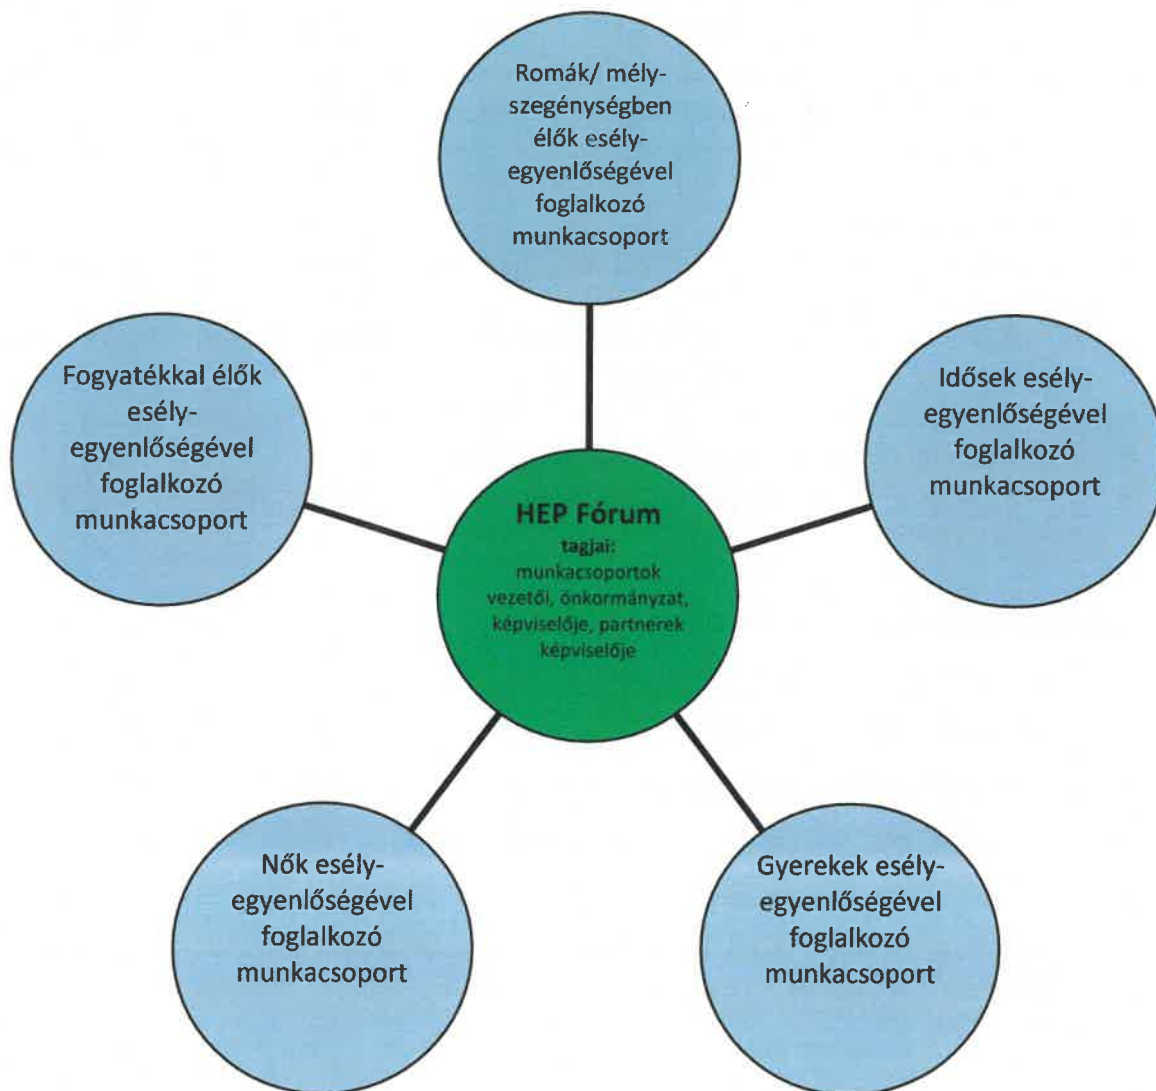 Romák/ mély-
szegénységben
élők esély-
egyenlőségével
foglalkozó
munkacsoport
Fogyatékkal élők
esély-
egyenlőségével
foglalkozó
munkacsoport
Idősek esély-
egyenlőségével
foglalkozó
munkacsoport
HEP Fórum
tagjai:
munkacsoportok
vezetői, önkormányzat,
képviselője, partnerek
képviselője
Nők esély-
egyenlőségével
foglalkozó
munkacsoport
Gyerekek esély-
egyenlőségével
foglalkozó
munkacsoport